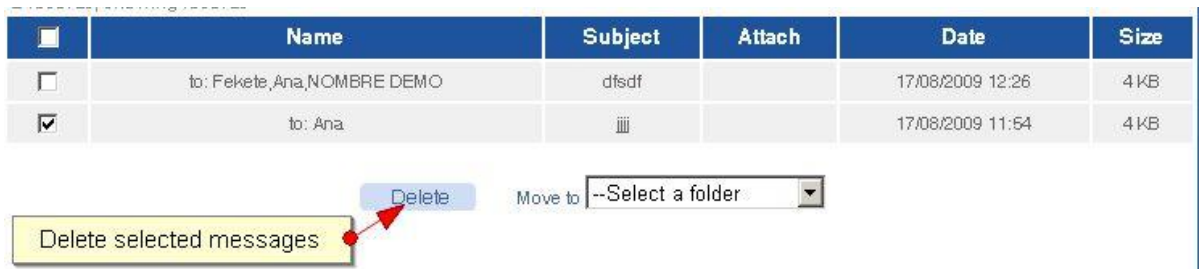 Name Subject Attach Date Size
to: Fekete,Ana,NOMBRE DEMO dfsdf 17/08/2009 12:26 4 KB
to: Ana jjjj 17/08/2009 11:54 4 KB
Delete Move to --Select a folder
Delete selected messages